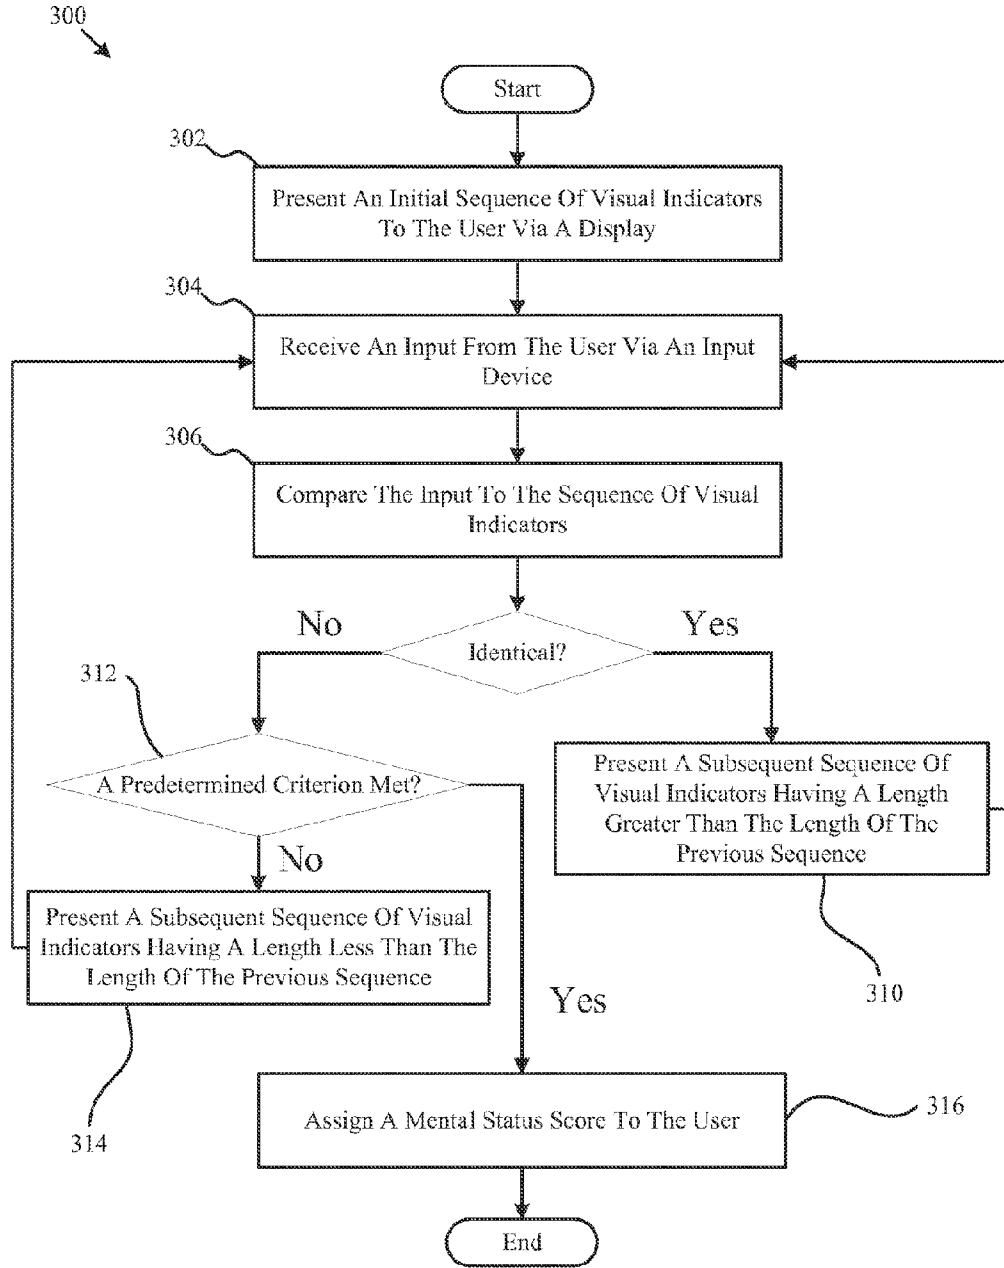 300
Start
302
Present An Initial Sequence Of Visual Indicators
To The User Via A Display
304
Receive An Input From The User Via An Input
Device
306
Compare The Input To The Sequence Of Visual
Indicators
No
Yes
Identical?
312
A Predetermined Criterion Met?
Present A Subsequent Sequence Of
Visual Indicators Having A Length
Greater Than The Length Of The
Previous Sequence
No
Present A Subsequent Sequence Of Visual
Indicators Having A Length Less Than The
Length Of The Previous Sequence
310
Yes
314
Assign A Mental Status Score To The User
316
End